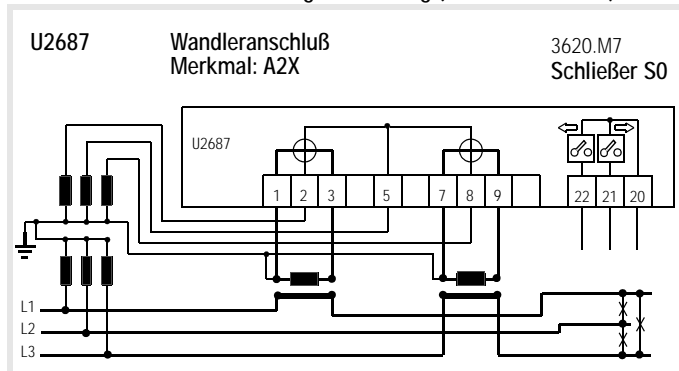 U2687 Wandleranschluß 3620.M7
Merkmal: A2X Schließer S0
U2687
1 2 3 5 7 8 9 22 21 20
L1
L2
L3